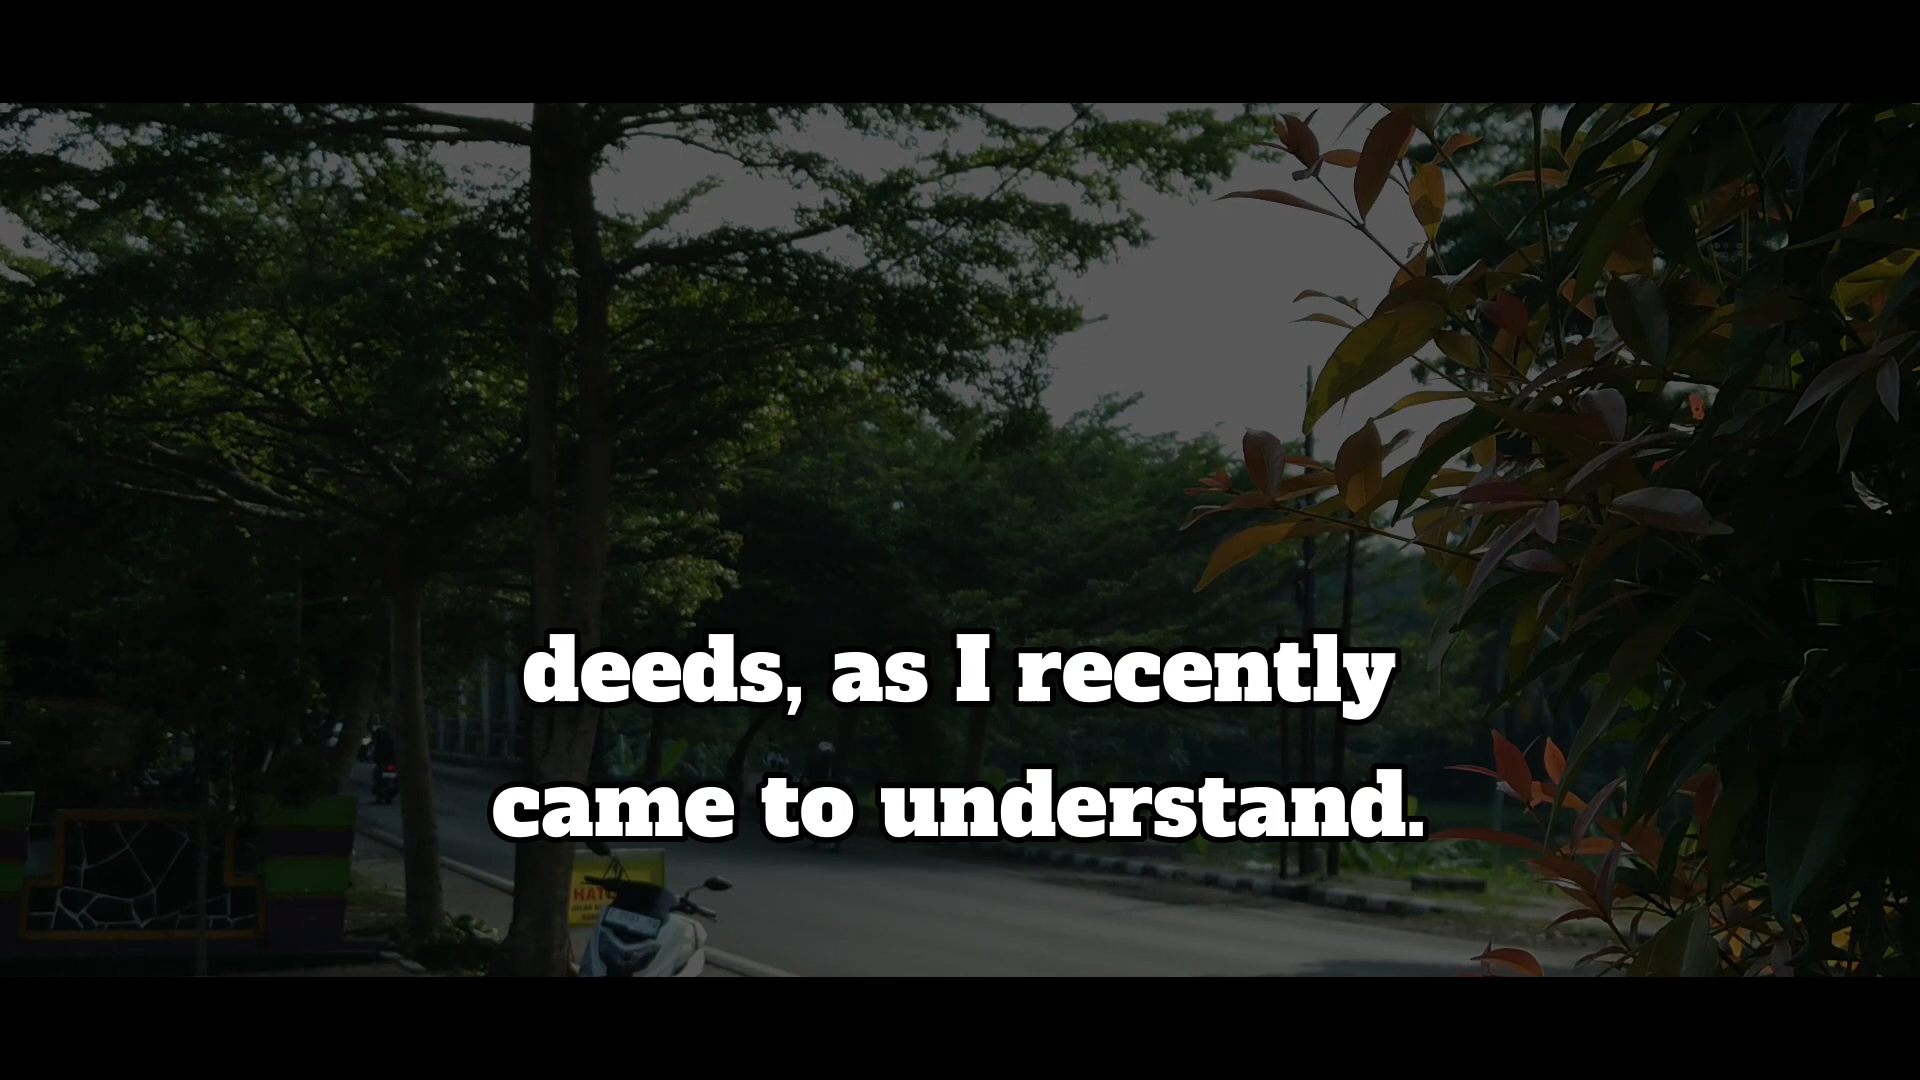 deeds, as I recently
came to understand.